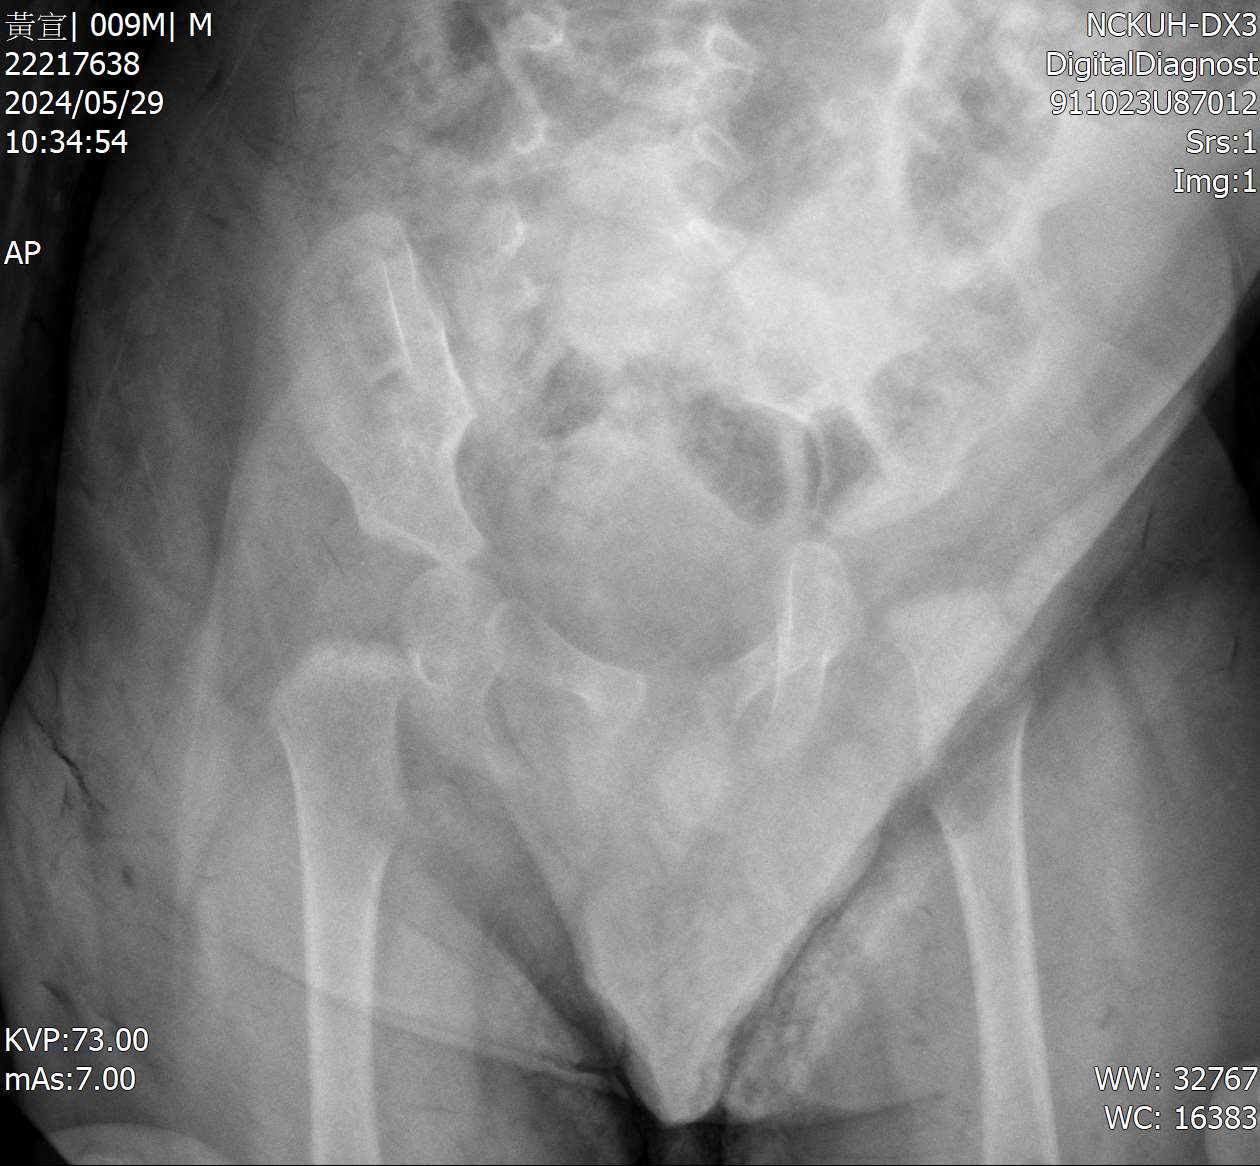 黃宣| 009M| M
22217638
2024/05/29
10:34:54
AP
NCKUH-DX3
DigitalDiagnost
911023U87012
Srs:1
Img:1
KVP:73.00
mAs:7.00
WW: 32767
WC: 16383